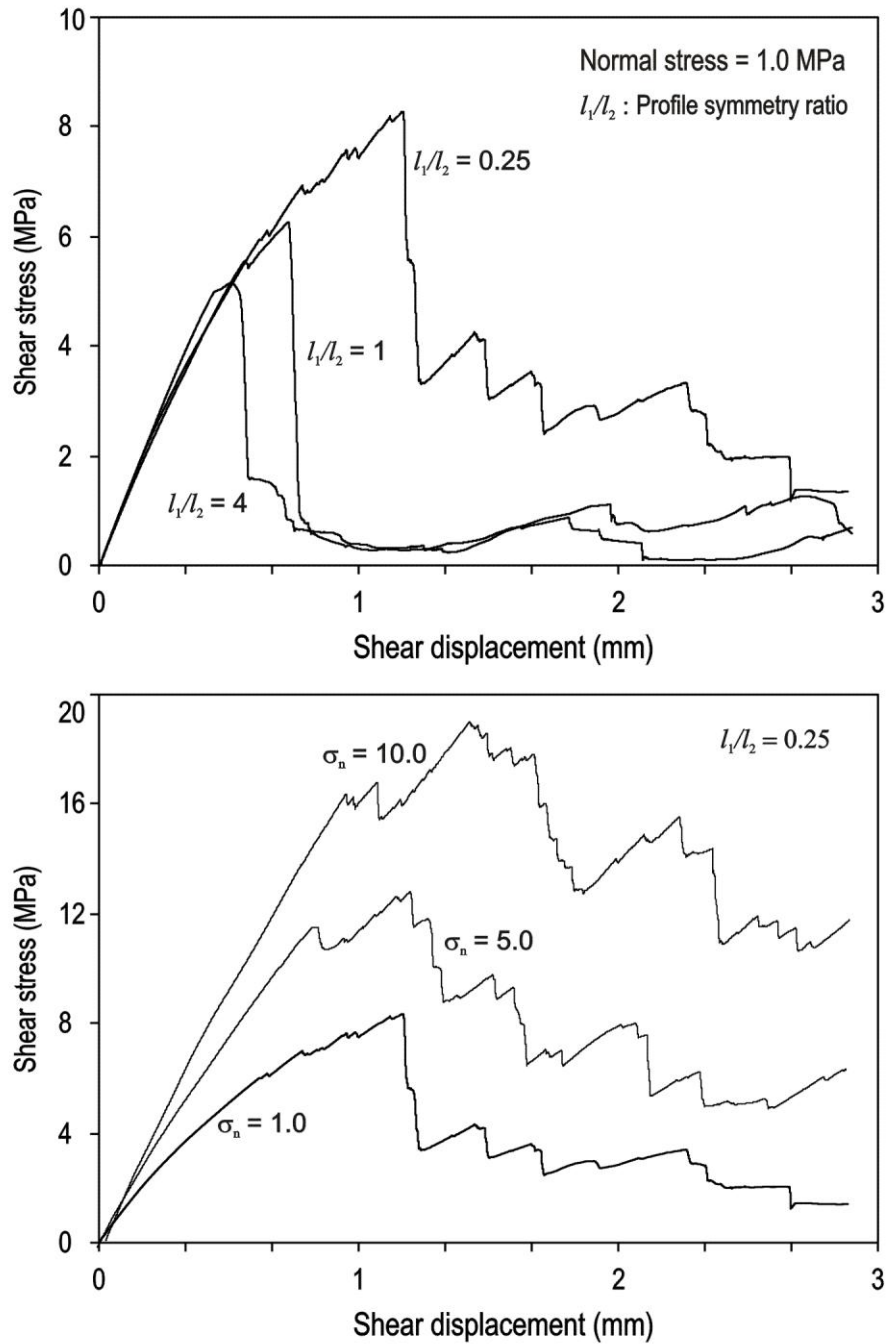 10
8
6
4
2
0
Shear stress (MPa)
Normal stress = 1.0 MPa
l₁/l₂ : Profile symmetry ratio
l₁/l₂ = 0.25
l₁/l₂ = 1
l₁/l₂ = 4
0 1 2 3
Shear displacement (mm)
20
16
12
8
4
0
Shear stress (MPa)
l₁/l₂ = 0.25
σₙ = 10.0
σₙ = 5.0
σₙ = 1.0
0 1 2 3
Shear displacement (mm)